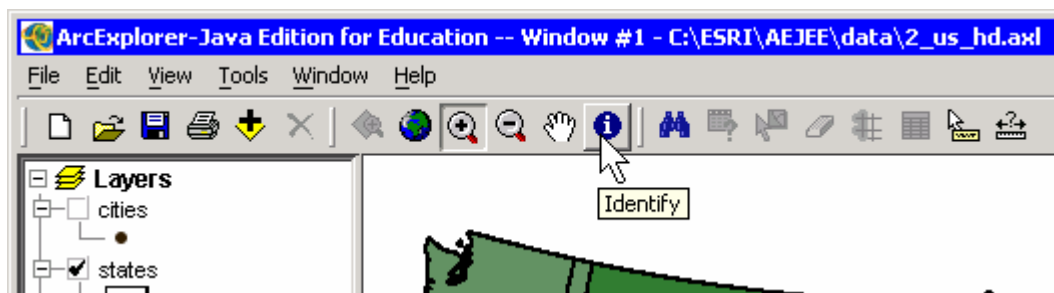 ArcExplorer-Java Edition for Education -- Window #1 - C:\ESRI\AEJEE\data\2_us_hd.axl
File Edit View Tools Window Help
Identify
Layers
cities
states